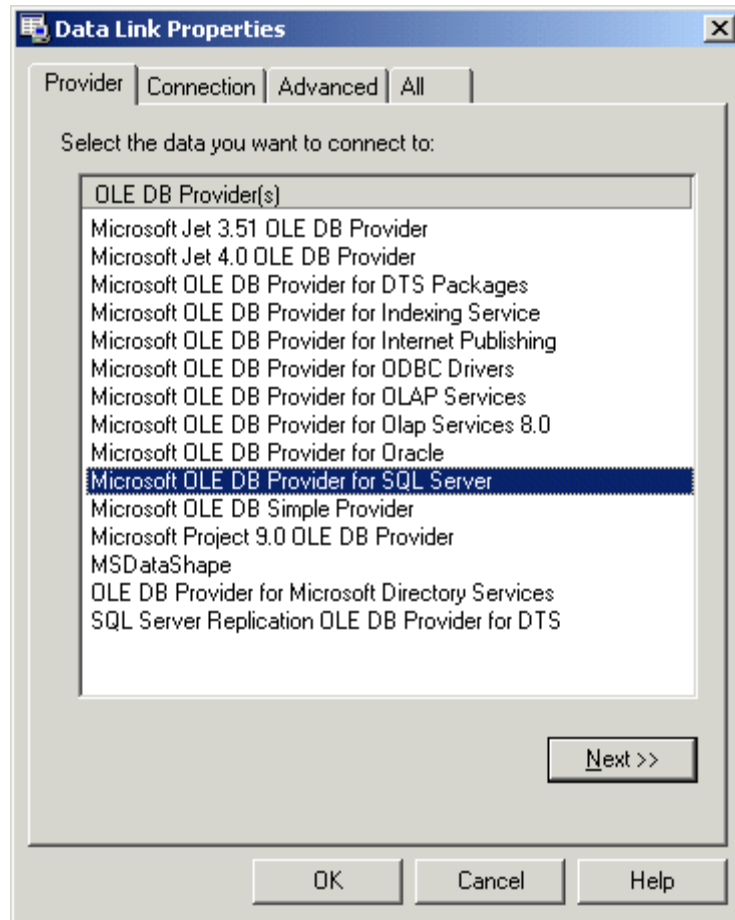 Data Link Properties
Provider Connection Advanced All
Select the data you want to connect to:
OLE DB Provider(s)
Microsoft Jet 3.51 OLE DB Provider
Microsoft Jet 4.0 OLE DB Provider
Microsoft OLE DB Provider for DTS Packages
Microsoft OLE DB Provider for Indexing Service
Microsoft OLE DB Provider for Internet Publishing
Microsoft OLE DB Provider for ODBC Drivers
Microsoft OLE DB Provider for OLAP Services
Microsoft OLE DB Provider for Olap Services 8.0
Microsoft OLE DB Provider for Oracle
Microsoft OLE DB Provider for SQL Server
Microsoft OLE DB Simple Provider
Microsoft Project 9.0 OLE DB Provider
MSDataShape
OLE DB Provider for Microsoft Directory Services
SQL Server Replication OLE DB Provider for DTS
Next >>
OK Cancel Help